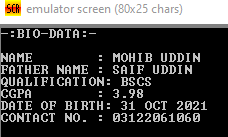 SCR emulator screen (80x25 chars)
-:BIO-DATA:-
NAME : MOHIB UDDIN
FATHER NAME : SAIF UDDIN
QUALIFICATION: BSCS
CGPA : 3.98
DATE OF BIRTH: 31 OCT 2021
CONTACT NO. : 03122061060